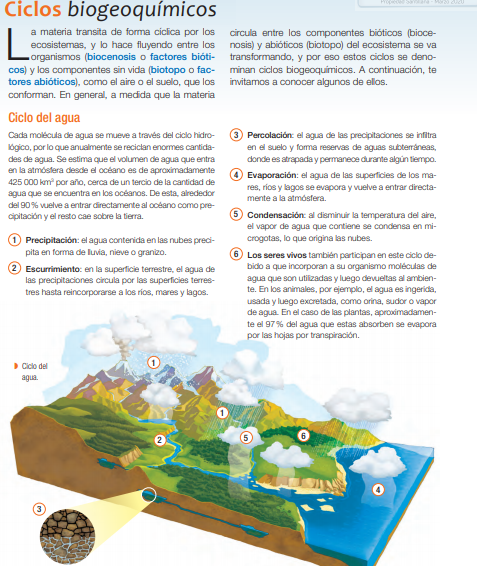 Ciclos biogeoquímicos
Propiedad Santillana - Marzo 2020
La materia transita de forma cíclica por los
ecosistemas, y lo hace fluyendo entre los
organismos (biocenosis o factores bióti-
cos) y los componentes sin vida (biotopo o fac-
tores abióticos), como el aire o el suelo, que los
conforman. En general, a medida que la materia
circula entre los componentes bióticos (bioce-
nosis) y abióticos (biotopo) del ecosistema se va
transformando, y por eso estos ciclos se deno-
minan ciclos biogeoquímicos. A continuación, te
invitamos a conocer algunos de ellos.
Ciclo del agua
Cada molécula de agua se mueve a través del ciclo hidro-
lógico, por lo que anualmente se reciclan enormes cantida-
des de agua. Se estima que el volumen de agua que entra
en la atmósfera desde el océano es de aproximadamente
425 000 km³ por año, cerca de un tercio de la cantidad de
agua que se encuentra en los océanos. De esta, alrededor
del 90 % vuelve a entrar directamente al océano como pre-
cipitación y el resto cae sobre la tierra.
1 Precipitación: el agua contenida en las nubes preci-
pita en forma de lluvia, nieve o granizo.
2 Escurrimiento: en la superficie terrestre, el agua de
las precipitaciones circula por las superficies terres-
tres hasta reincorporarse a los ríos, mares y lagos.
3 Percolación: el agua de las precipitaciones se infiltra
en el suelo y forma reservas de aguas subterráneas,
donde es atrapada y permanece durante algún tiempo.
4 Evaporación: el agua de las superficies de los ma-
res, ríos y lagos se evapora y vuelve a entrar directa-
mente a la atmósfera.
5 Condensación: al disminuir la temperatura del aire,
el vapor de agua que contiene se condensa en mi-
crogotas, lo que origina las nubes.
6 Los seres vivos también participan en este ciclo de-
bido a que incorporan a su organismo moléculas de
agua que son utilizadas y luego devueltas al ambien-
te. En los animales, por ejemplo, el agua es ingerida,
usada y luego excretada, como orina, sudor o vapor
de agua. En el caso de las plantas, aproximadamen-
te el 97 % del agua que estas absorben se evapora
por las hojas por transpiración.
Ciclo del
agua.
1
1
2
5
6
4
3